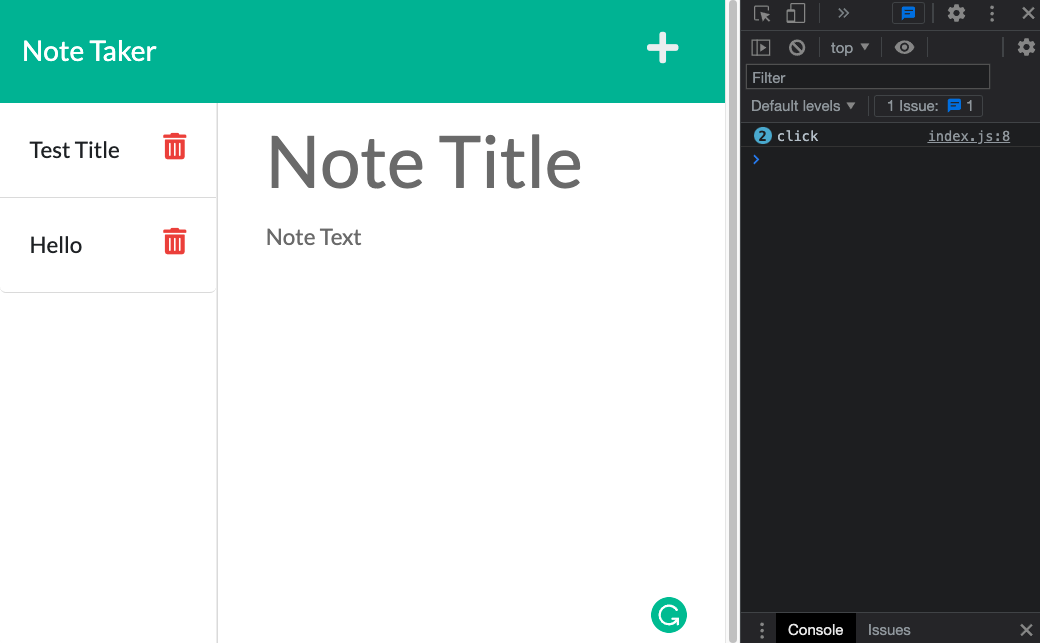 Note Taker
Test Title
Hello
Note Title
Note Text
top
Filter
Default levels
1 Issue: 1
2 click index.js:8
Console Issues